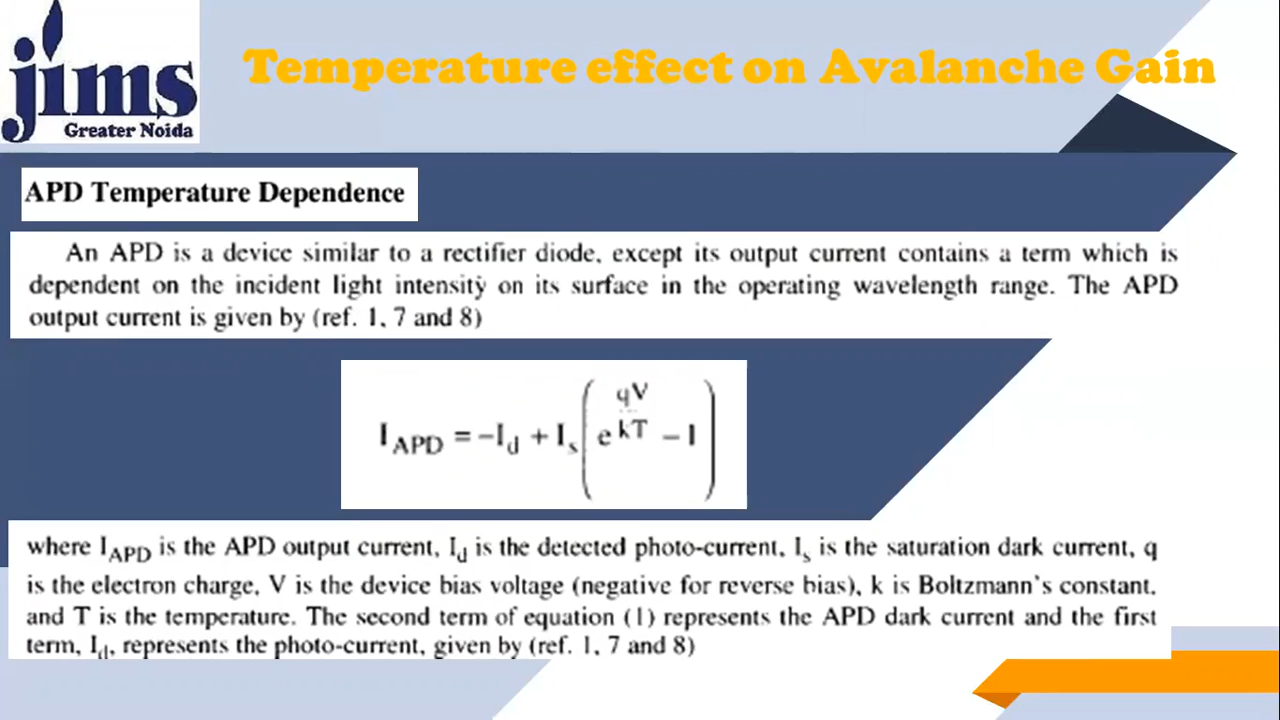 jims
Greater Noida
Temperature effect on Avalanche Gain
APD Temperature Dependence
An APD is a device similar to a rectifier diode, except its output current contains a term which is
dependent on the incident light intensity on its surface in the operating wavelength range. The APD
output current is given by (ref. 1, 7 and 8)
I_APD = -I_d + I_s (e^(qV/kT) - 1)
where I_APD is the APD output current, I_d is the detected photo-current, I_s is the saturation dark current, q
is the electron charge, V is the device bias voltage (negative for reverse bias), k is Boltzmann's constant,
and T is the temperature. The second term of equation (1) represents the APD dark current and the first
term, I_d, represents the photo-current, given by (ref. 1, 7 and 8)